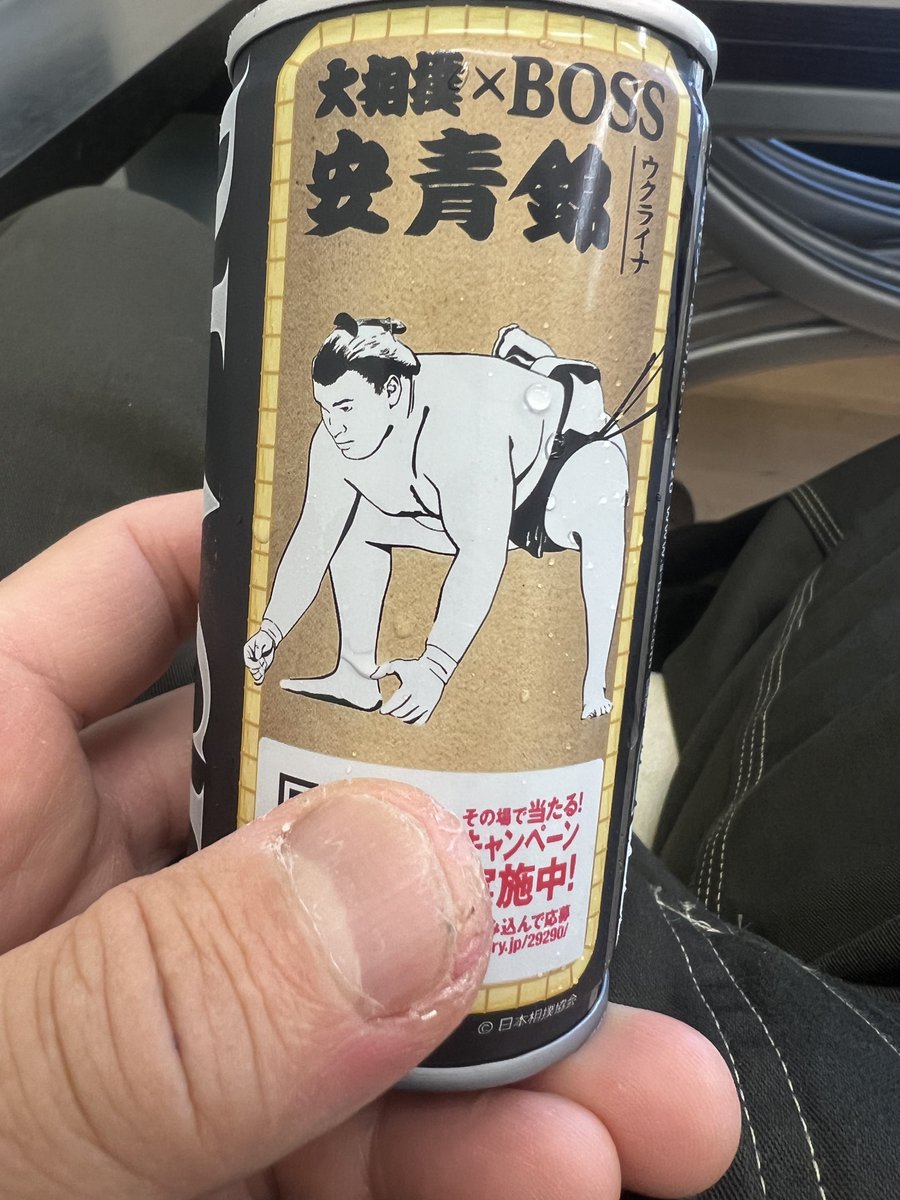 大相撲×BOSS
安青錦
ウクライナ
その場で当たる!
キャンペーン
施中!
込んで応募
ry.jp/29290/
© 日本相撲協会